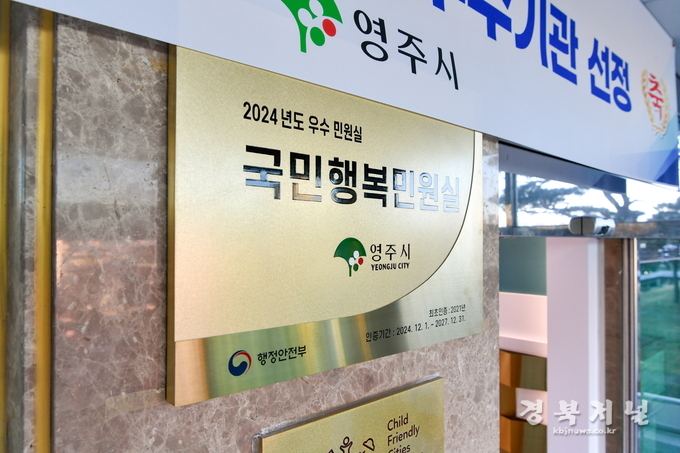 영주시
수기관 선정
축
2024년도 우수 민원실
국민행복민원실
영주시
YEONGJU CITY
최초인증 : 2021년
인증기간 : 2024. 12. 1. ~ 2027. 12. 31.
행정안전부
Child
Friendly
Cities
경북저널
kbjnews.co.kr